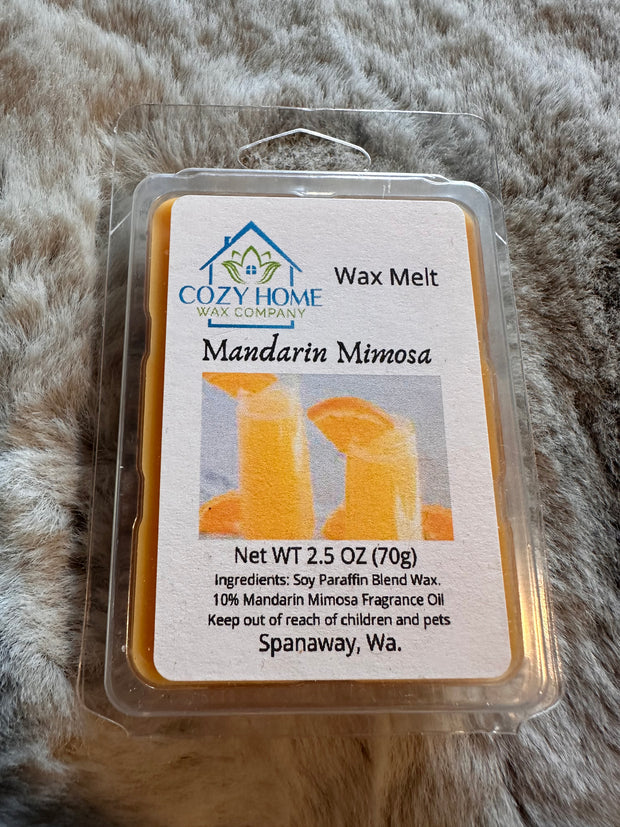 COZY HOME
WAX COMPANY
Wax Melt
Mandarin Mimosa
Net WT 2.5 OZ (70g)
Ingredients: Soy Paraffin Blend Wax.
10% Mandarin Mimosa Fragrance Oil
Keep out of reach of children and pets
Spanaway, Wa.